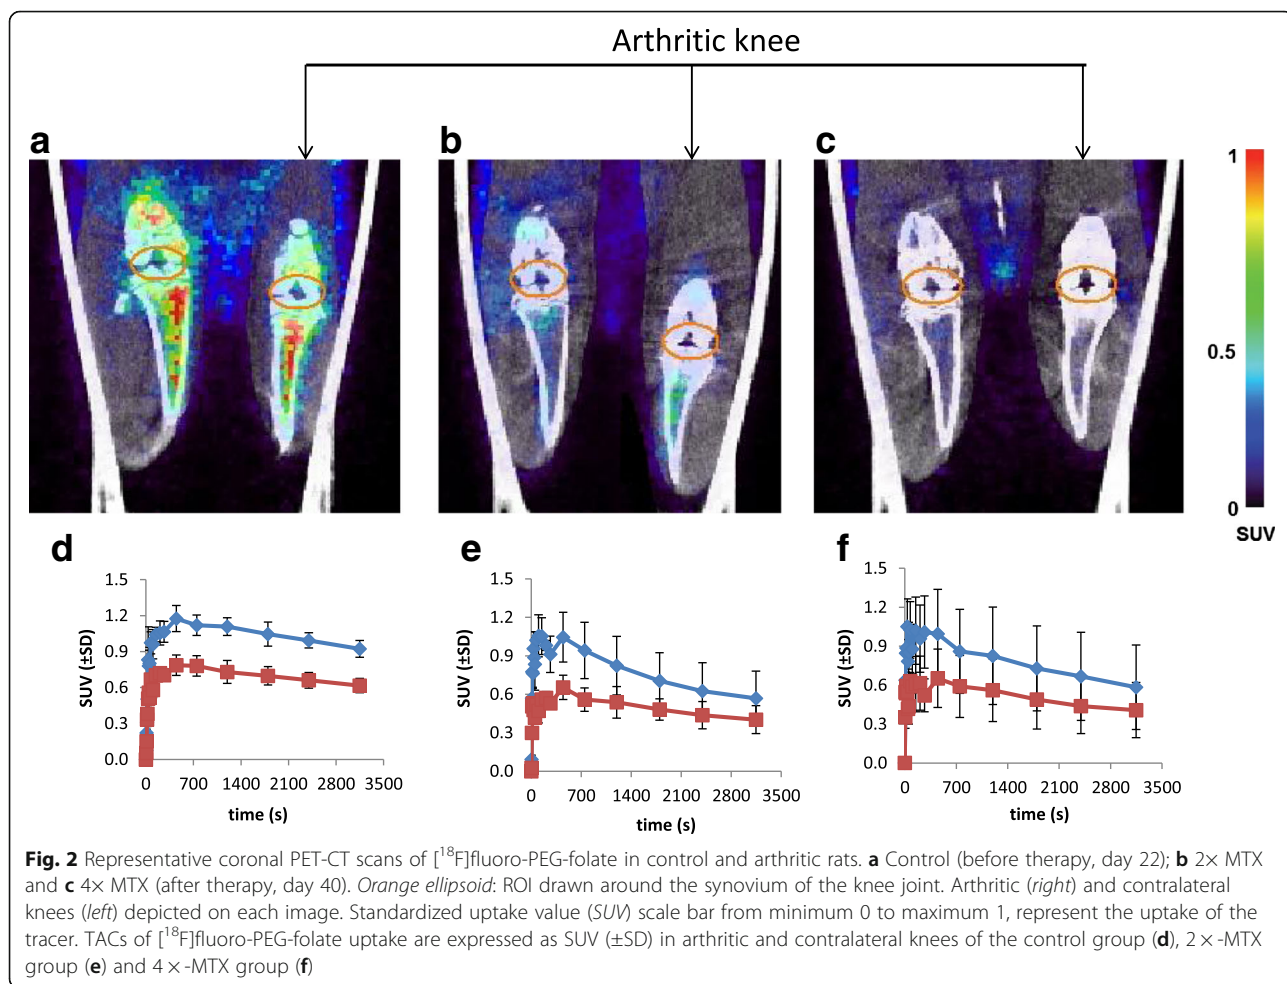 Arthritic knee
a
b
c
1
0.5
0
SUV
d
e
f
1.5
1.2
0.9
0.6
0.3
0.0
SUV (±SD)
0 700 1400 2100 2800 3500
time (s)
1.5
1.2
0.9
0.6
0.3
0.0
SUV (±SD)
0 700 1400 2100 2800 3500
time (s)
1.5
1.2
0.9
0.6
0.3
0.0
SUV (±SD)
0 700 1400 2100 2800 3500
time (s)
Fig. 2 Representative coronal PET-CT scans of [¹⁸F]fluoro-PEG-folate in control and arthritic rats. a Control (before therapy, day 22); b 2× MTX
and c 4× MTX (after therapy, day 40). Orange ellipsoid: ROI drawn around the synovium of the knee joint. Arthritic (right) and contralateral
knees (left) depicted on each image. Standardized uptake value (SUV) scale bar from minimum 0 to maximum 1, represent the uptake of the
tracer. TACs of [¹⁸F]fluoro-PEG-folate uptake are expressed as SUV (±SD) in arthritic and contralateral knees of the control group (d), 2 × -MTX
group (e) and 4 × -MTX group (f)